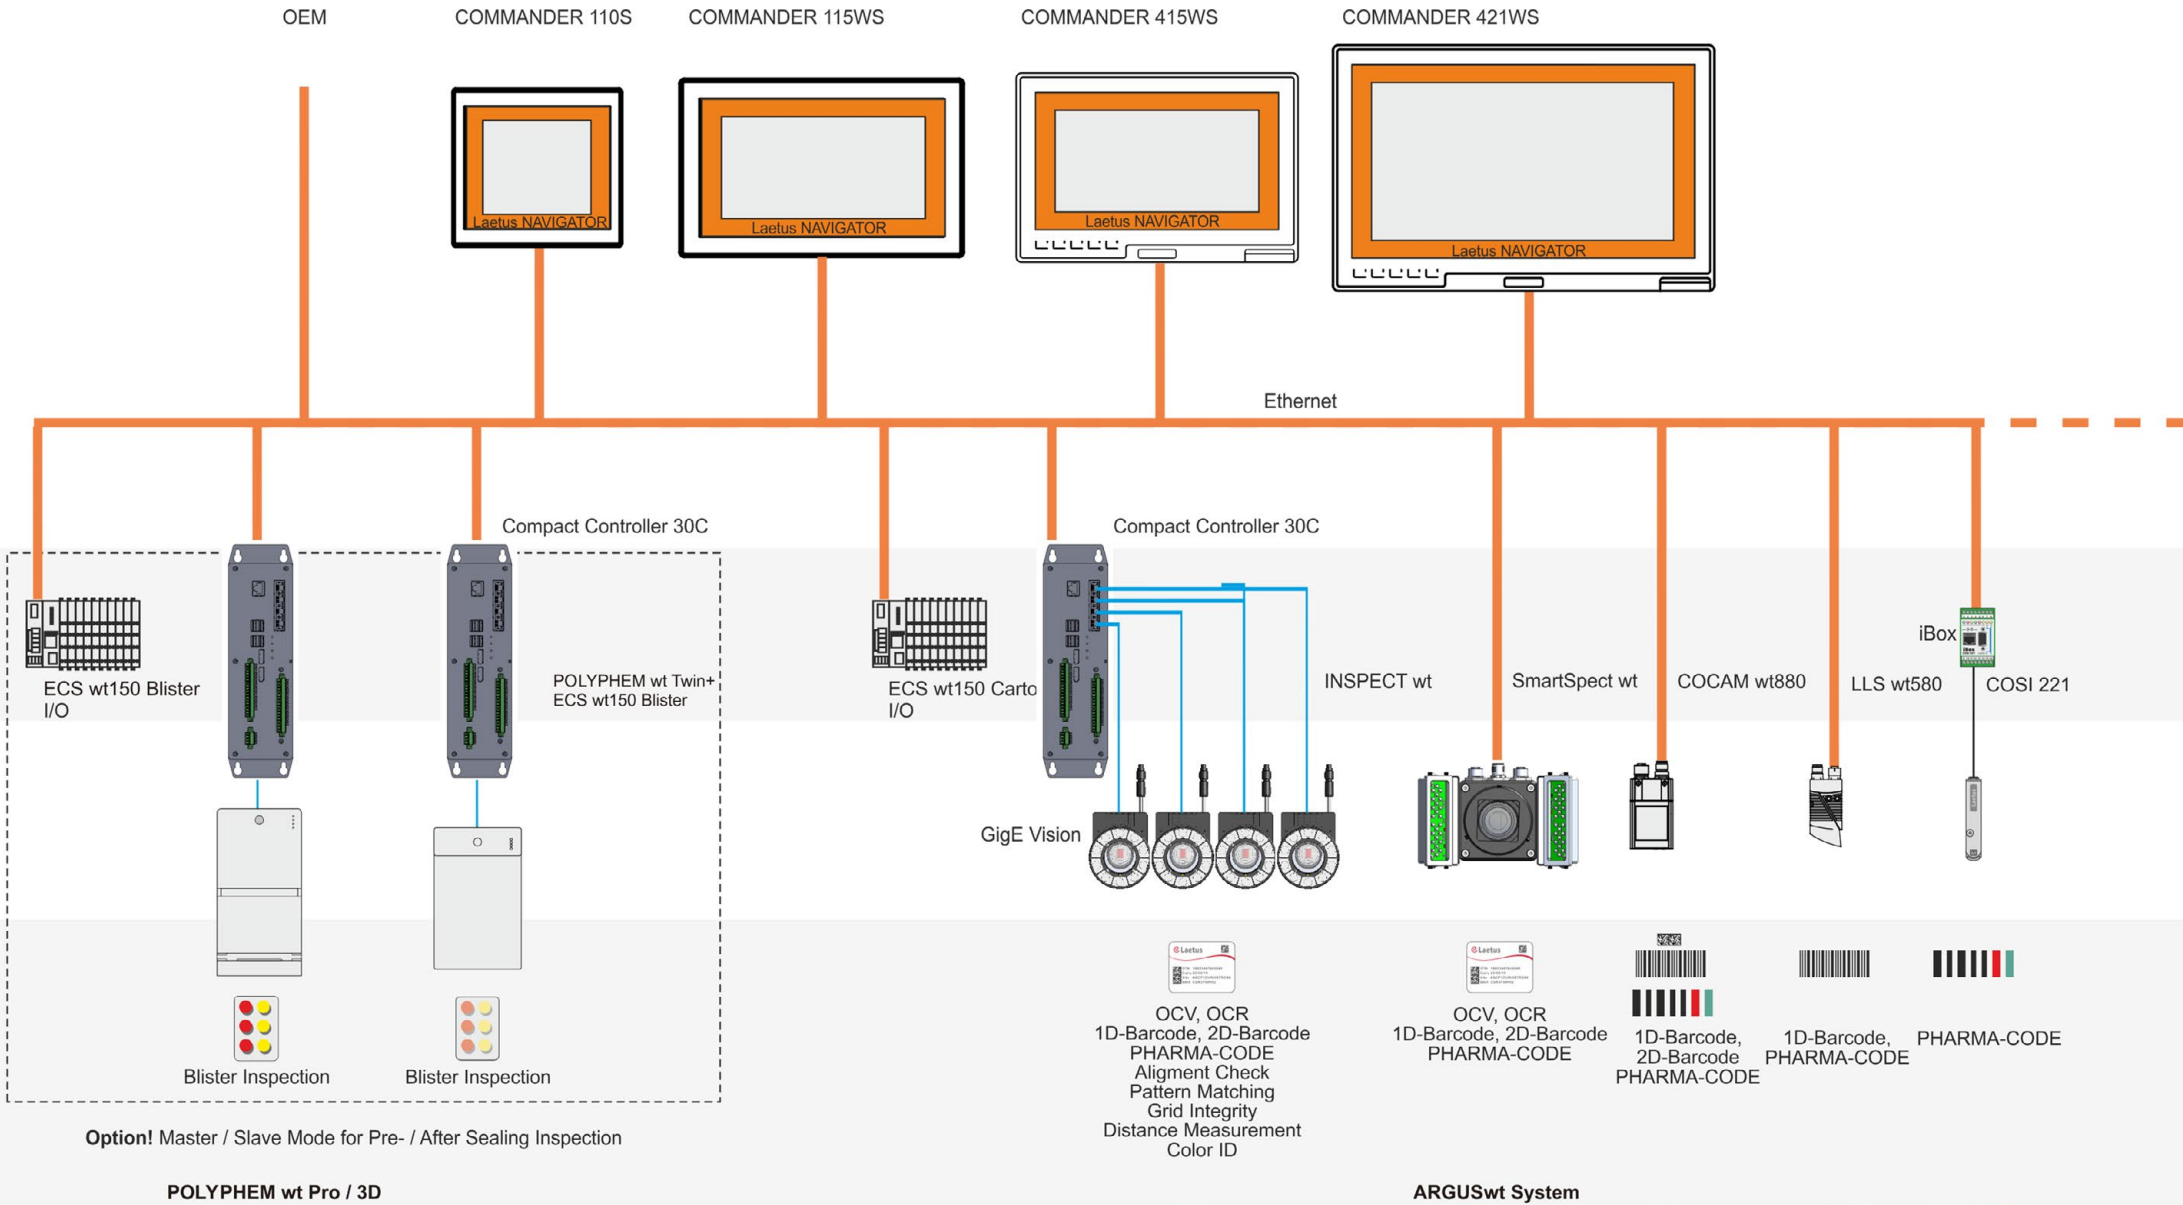 OEM
COMMANDER 110S
COMMANDER 115WS
COMMANDER 415WS
COMMANDER 421WS
Laetus NAVIGATOR
Laetus NAVIGATOR
Laetus NAVIGATOR
Laetus NAVIGATOR
Ethernet
Compact Controller 30C
Compact Controller 30C
ECS wt150 Blister
I/O
POLYPHEM wt Twin+
ECS wt150 Blister
ECS wt150 Carto
I/O
INSPECT wt
SmartSpect wt
COCAM wt880
LLS wt580
iBox
iBox
COSI 221
GigE Vision
Laetus
Laetus
Blister Inspection
Blister Inspection
OCV, OCR
1D-Barcode, 2D-Barcode
PHARMA-CODE
Aligment Check
Pattern Matching
Grid Integrity
Distance Measurement
Color ID
OCV, OCR
1D-Barcode, 2D-Barcode
PHARMA-CODE
1D-Barcode,
2D-Barcode
PHARMA-CODE
1D-Barcode,
PHARMA-CODE
PHARMA-CODE
Option! Master / Slave Mode for Pre- / After Sealing Inspection
POLYPHEM wt Pro / 3D
ARGUSwt System